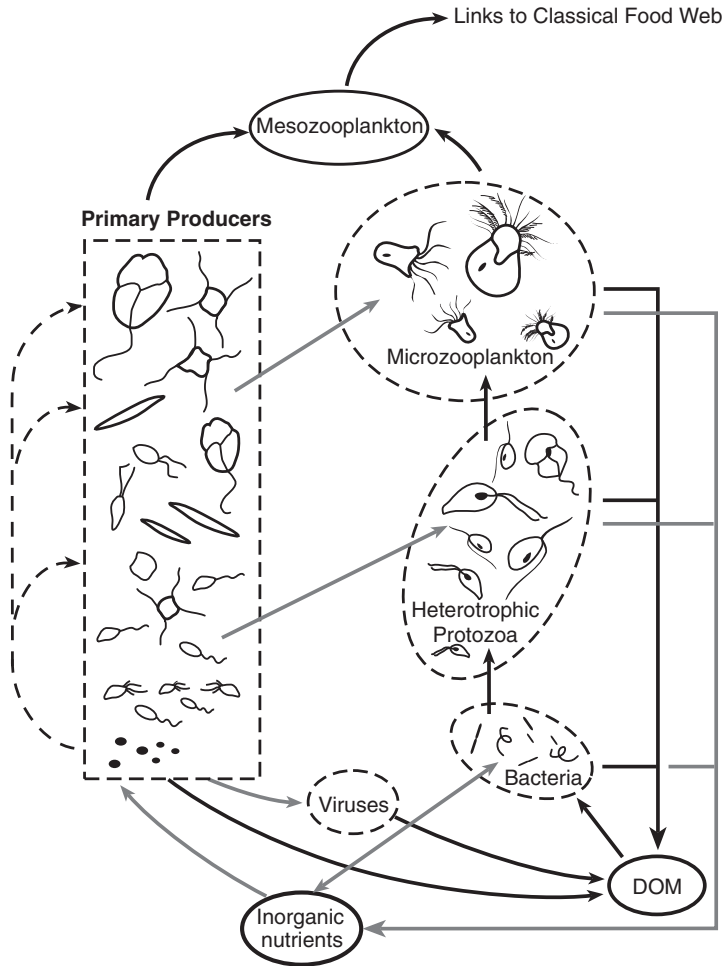 Links to Classical Food Web
Mesozooplankton
Primary Producers
Microzooplankton
Heterotrophic
Protozoa
Bacteria
Viruses
DOM
Inorganic
nutrients